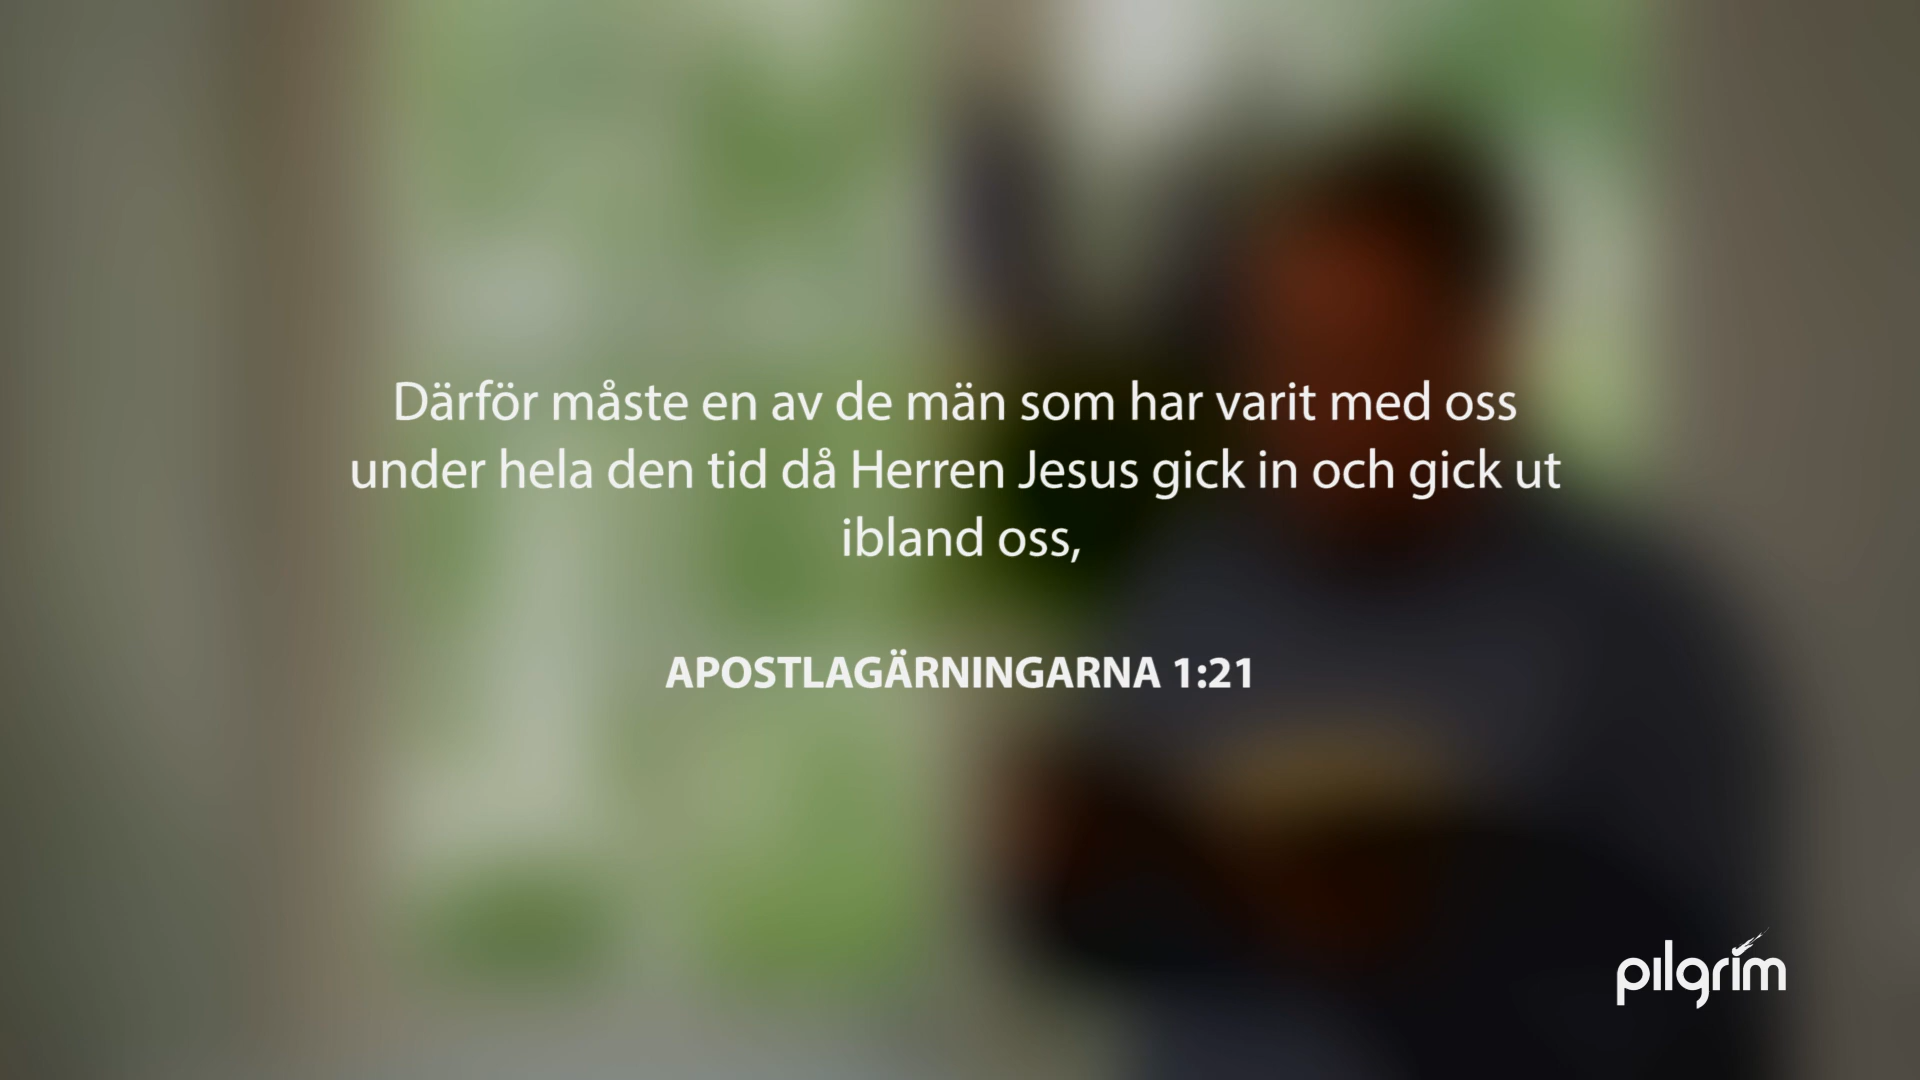 Därför måste en av de män som har varit med oss
under hela den tid då Herren Jesus gick in och gick ut
ibland oss,
APOSTLAGÄRNINGARNA 1:21
pilgrim